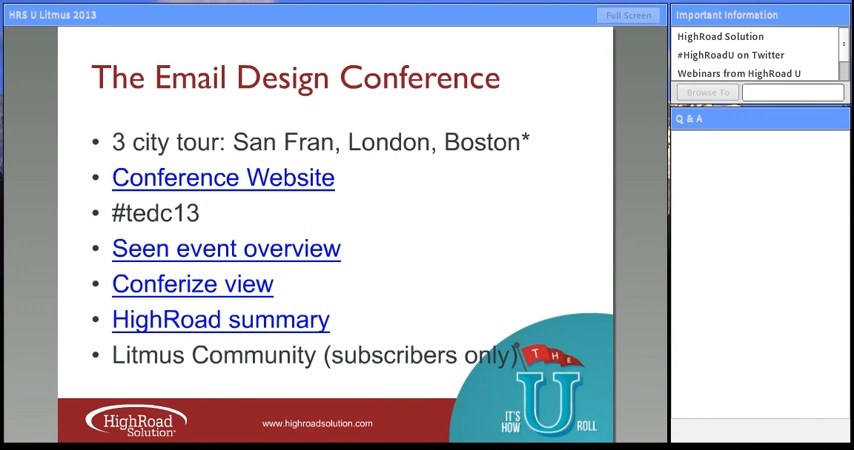 HRS U Litmus 2013
Full Screen
The Email Design Conference
• 3 city tour: San Fran, London, Boston*
• Conference Website
• #tedc13
• Seen event overview
• Conferize view
• HighRoad summary
• Litmus Community (subscribers only)
THE
U
IT'S HOW
ROLL
HighRoad
Solution
www.highroadsolution.com
Important Information
HighRoad Solution
#HighRoadU on Twitter
Webinars from HighRoad U
Browse To
Q & A